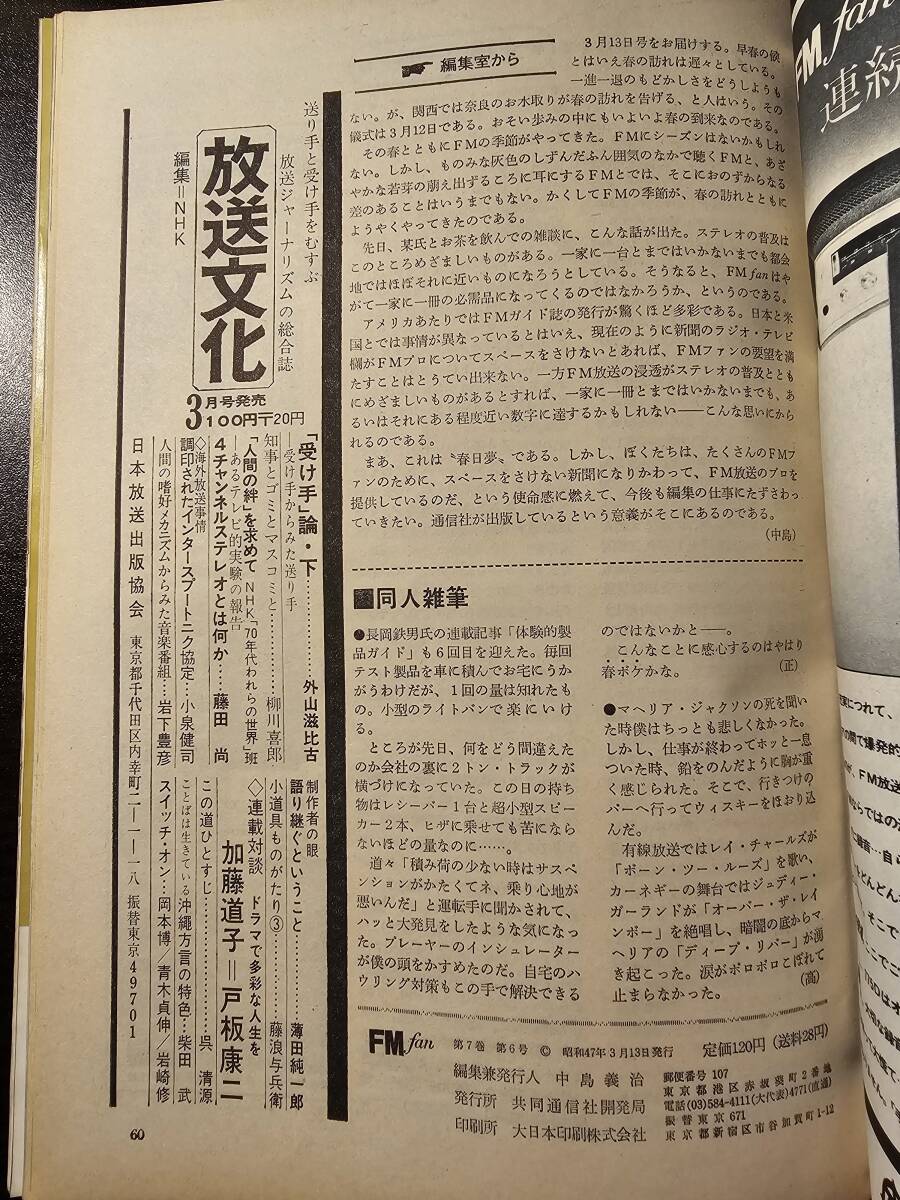 ☛編集室から
3月13日号をお届けする。早春の候
とはいえ春の訪れは遅々としている。
一進一退のもどかしさをどうしようも
ない。が、関西では奈良のお水取りが春の訪れを告げる、と人はいう。その
儀式は3月12日である。おそい歩みの中にもいよいよ春の到来なのである。
その春とともにFMの季節がやってきた。FMにシーズンはないかもしれ
ない。しかし、ものみな灰色のしずんだふん囲気のなかで聴くFMと、あざ
やかな若芽の萠え出ずるころに耳にするFMとでは、そこにおのずからなる
差のあることはいうまでもない。かくしてFMの季節が、春の訪れとともに
ようやくやってきたのである。
先日、某氏とお茶を飲んでの雑談に、こんな話が出た。ステレオの普及は
このところめざましいものがある。一家に一台とまではいかないまでも都会
地ではほぼそれに近いものになろうとしている。そうなると、FM fanはや
がて一家に一冊の必需品になってくるのではなかろうか、というのである。
アメリカあたりではFMガイド誌の発行が驚くほど多彩である。日本と米
国とでは事情が異なっているとはいえ、現在のように新聞のラジオ・テレビ
欄がFMプロについてスペースをさけないとあれば、FMファンの要望を満
たすことはとうてい出来ない。一方FM放送の浸透がステレオの普及ととも
にめざましいものがあるとすれば、一家に一冊とまではいかないまでも、あ
るいはそれにある程度近い数字に達するかもしれない――こんな思いにから
れるのである。
まあ、これは“春日夢”である。しかし、ぼくたちは、たくさんのFMフ
ァンのために、スペースをさけない新聞になりかわって、FM放送のプロを
提供しているのだ、という使命感に燃えて、今後も編集の仕事にたずさわっ
ていきたい。通信社が出版しているという意義がそこにあるのである。
(中島)
■同人雑筆
●長岡鉄男氏の連載記事「体験的製
品ガイド」も6回目を迎えた。毎回
テスト製品を車に積んでお宅にうか
がうわけだが、1回の量は知れたも
の。小型のライトバンで楽にいけ
る。
ところが先日、何をどう間違えた
のか会社の裏に2トン・トラックが
横づけになっていた。この日の持ち
物はレシーバー1台と超小型スピー
カー2本、ヒザに乗せても苦になら
ないほどの量なのに……。
道々「積み荷の少ない時はサスペ
ンションがかたくてネ、乗り心地が
悪いんだ」と運転手に聞かされて、
ハッと大発見をしたような気になっ
た。プレーヤーのインシュレーター
が僕の頭をかすめたのだ。自宅のハ
ウリング対策もこの手で解決できる
のではないかと――。
こんなことに感心するのはやはり
春ボケかな。
(正)
●マヘリア・ジャクソンの死を聞い
た時僕はちっとも悲しくなかった。
しかし、仕事が終わってホッと一息
ついた時、鉛をのんだように胸が重
く感じられた。そこで、行きつけの
バーへ行ってウィスキーをほおり込
んだ。
有線放送ではレイ・チャールズが
「ボーン・ツー・ルーズ」を歌い、
カーネギーの舞台ではジュディー・
ガーランドが「オーバー・ザ・レイ
ンボー」を絶唱し、暗闇の底からマ
ヘリアの「ディープ・リバー」が湧
き起こった。涙がボロボロこぼれて
止まらなかった。
(高)
FM fan 第7巻 第6号 © 昭和47年3月13日発行 定価120円(送料28円)
編集兼発行人 中島義治
発行所 共同通信社開発局
印刷所 大日本印刷株式会社
郵便番号 107
東京都港区赤坂葵町2番地
電話(03)584-4111(大代表)4771(直通)
振替東京 671
東京都新宿区市谷加賀町1-12
送り手と受け手をむすぶ
放送ジャーナリズムの総合誌
放送文化
編集＝NHK
3月号発売
100円〒20円
「受け手」論・下……外山滋比古
―受け手からみた送り手
知事とゴミとマスコミと……柳川喜郎
「人間の絆」を求めて NHK「70年代われらの世界」班
―あるテレビ的実験の報告
4チャンネルステレオとは何か……藤田 尚
◇海外放送事情
調印されたインタースプートニク協定…小泉健司
人間の嗜好メカニズムからみた音楽番組…岩下豊彦
制作者の眼
語り継ぐということ……薄田純一郎
小道具ものがたり③……藤浪与兵衛
◇連載対談 ドラマで多彩な人生を
加藤道子＝戸板康二
この道ひとすじ……呉 清源
ことばは生きている 沖縄方言の特色…柴田 武
スイッチ・オン…岡本博／青木貞伸／岩崎修
日本放送出版協会 東京都千代田区内幸町二―一―一八 振替東京49701
60
FM fan
連続